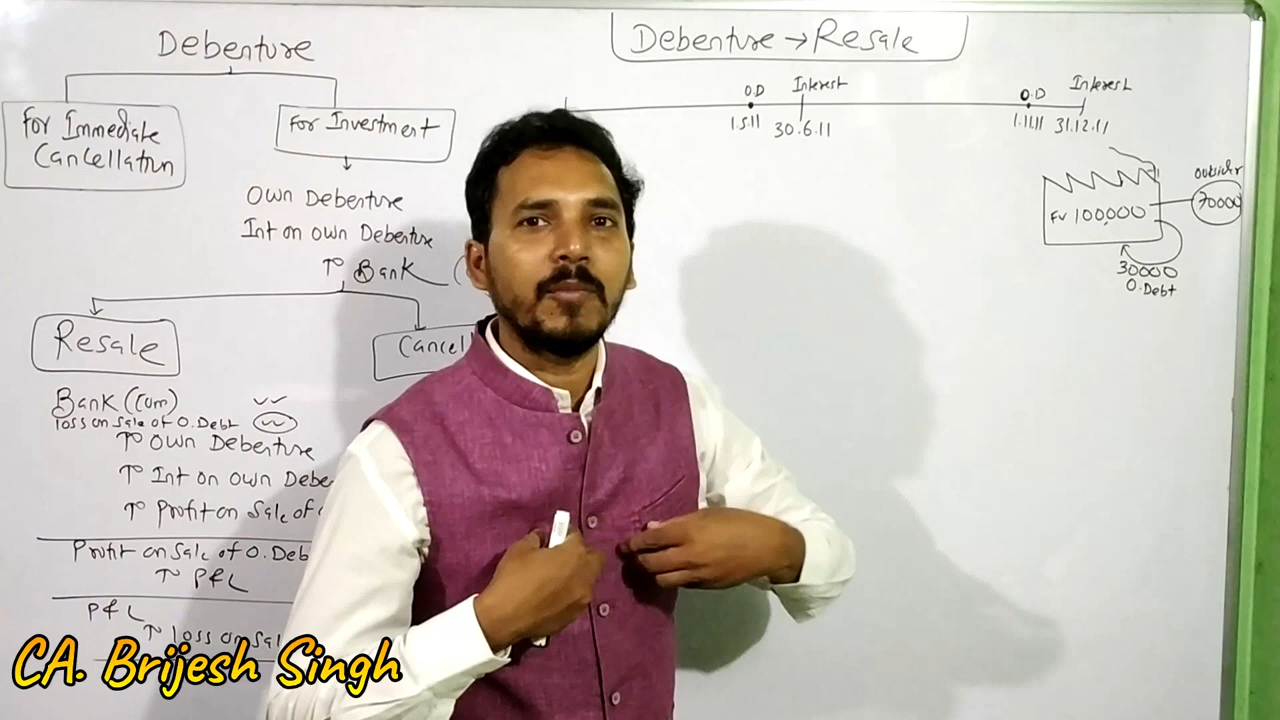 Debenture
For Immediate
Cancellation
For Investment
Own Debenture
Int on own Debenture
To Bank (
Resale
Cancel
Bank (Cum)
loss on Sale of O.Debt
To Own Debenture
To Int on own Debe
To Profit on Sale of
Profit on Sale of O.Deb
To P&L
P&L
To loss on Sal
Debenture → Resale
O.D
Interest
1.5.11
30.6.11
O.D
Interest
1.11.11
31.12.11
FV 100,000
outsider
70000
30000
O.Debt
CA. Brijesh Singh